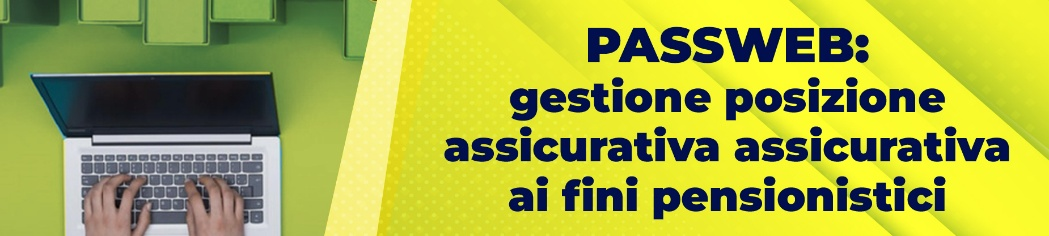 PASSWEB:
gestione posizione
assicurativa assicurativa
ai fini pensionistici